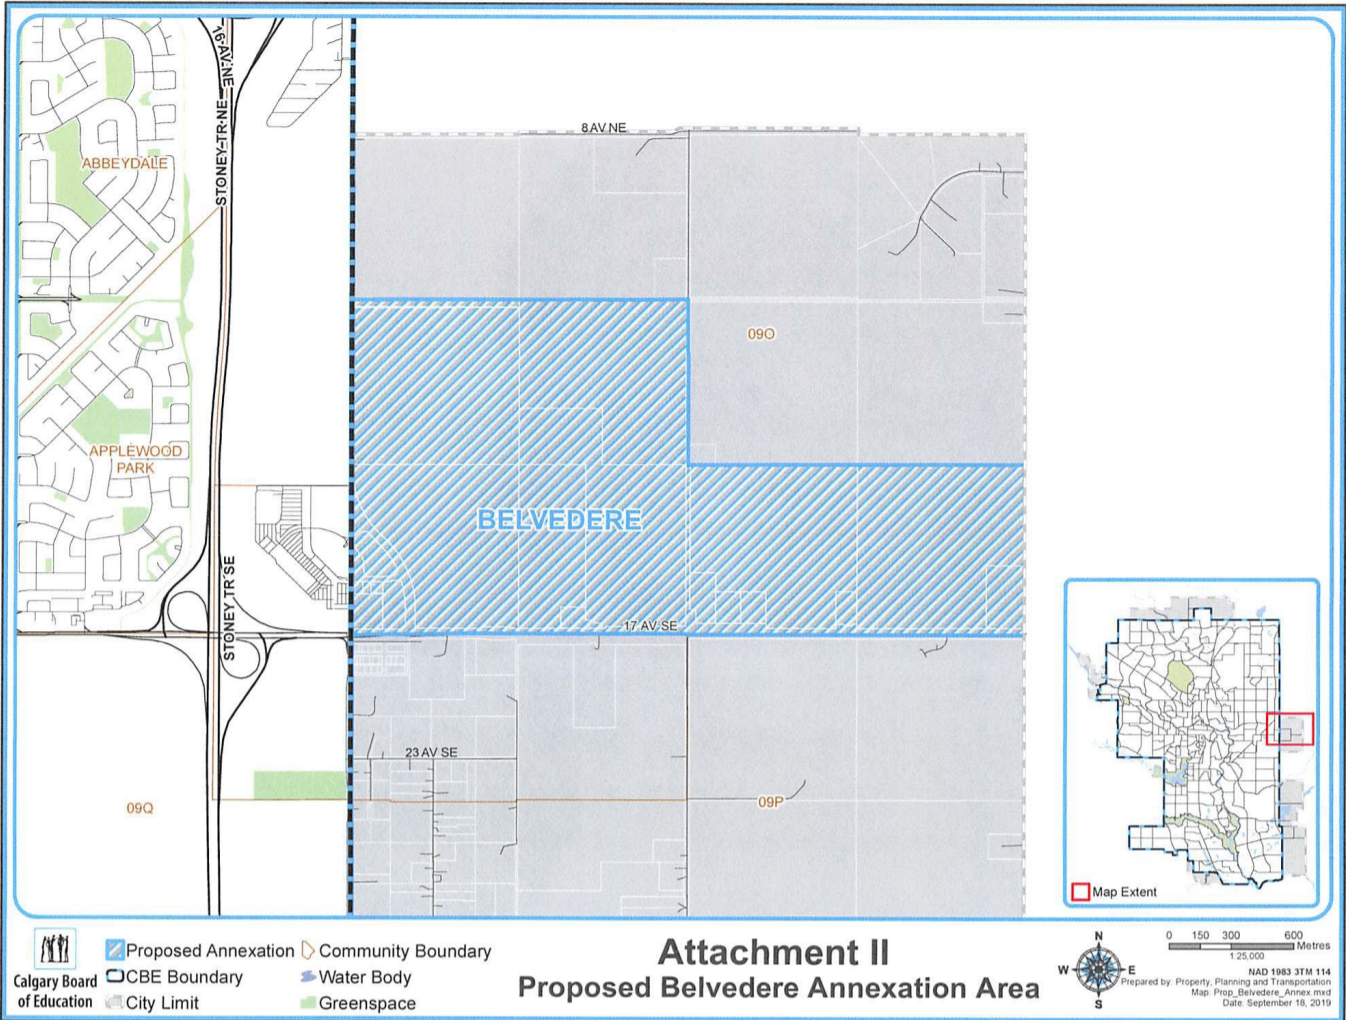 16 AV NE
8 AV NE
STONEY TR NE
ABBEYDALE
09O
APPLEWOOD
PARK
BELVEDERE
STONEY TR SE
17 AV SE
23 AV SE
09Q
09P
Map Extent
Calgary Board
of Education
Proposed Annexation
CBE Boundary
City Limit
Community Boundary
Water Body
Greenspace
Attachment II
Proposed Belvedere Annexation Area
N
W
E
S
0 150 300 600
Metres
1:25,000
NAD 1983 3TM 114
Prepared by: Property, Planning and Transportation
Map: Prop_Belvedere_Annex.mxd
Date: September 18, 2019